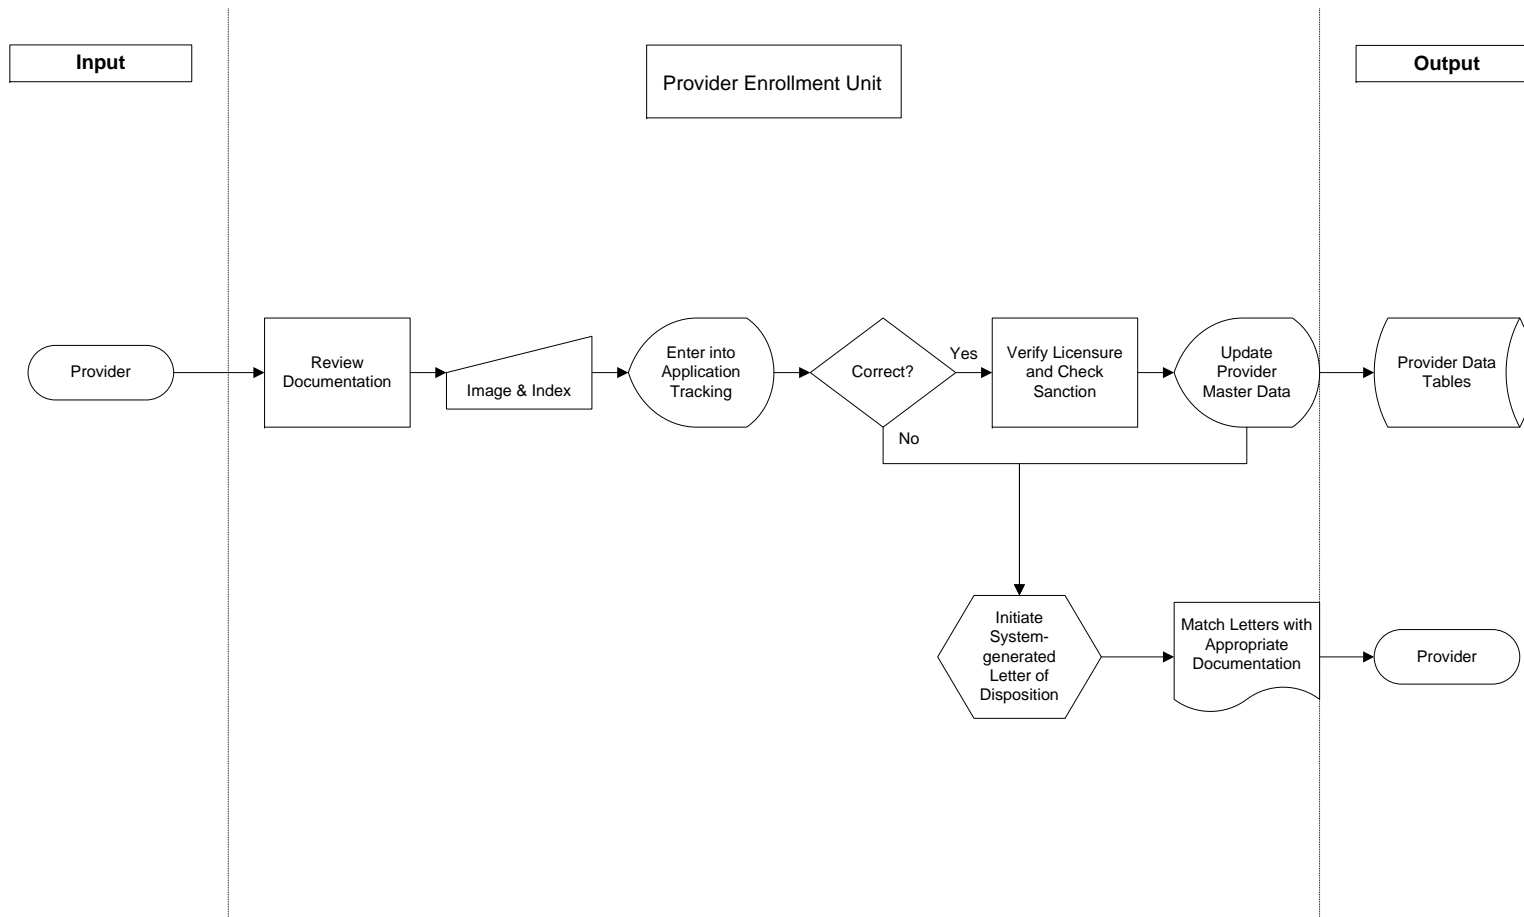 Input
Provider Enrollment Unit
Output
Provider
Review
Documentation
Image & Index
Enter into
Application
Tracking
Correct?
Yes
No
Verify Licensure
and Check
Sanction
Update
Provider
Master Data
Provider Data
Tables
Initiate
System-
generated
Letter of
Disposition
Match Letters with
Appropriate
Documentation
Provider